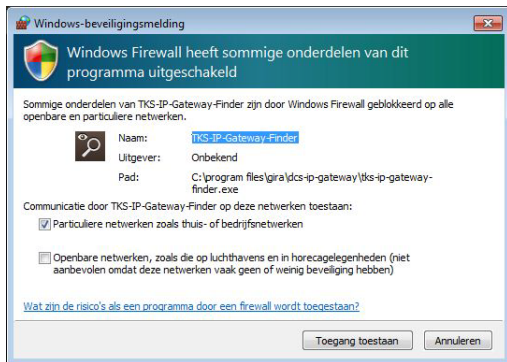 Windows-beveiligingsmelding
Windows Firewall heeft sommige onderdelen van dit
programma uitgeschakeld
Sommige onderdelen van TKS-IP-Gateway-Finder zijn door Windows Firewall geblokkeerd op alle
openbare en particuliere netwerken.
Naam: TKS-IP-Gateway-Finder
Uitgever: Onbekend
Pad: C:\program files\gira\dcs-ip-gateway\tks-ip-gateway-
finder.exe
Communicatie door TKS-IP-Gateway-Finder op deze netwerken toestaan:
Particuliere netwerken zoals thuis- of bedrijfsnetwerken
Openbare netwerken, zoals die op luchthavens en in horecagelegenheden (niet
aanbevolen omdat deze netwerken vaak geen of weinig beveiliging hebben)
Wat zijn de risico's als een programma door een firewall wordt toegestaan?
Toegang toestaan Annuleren